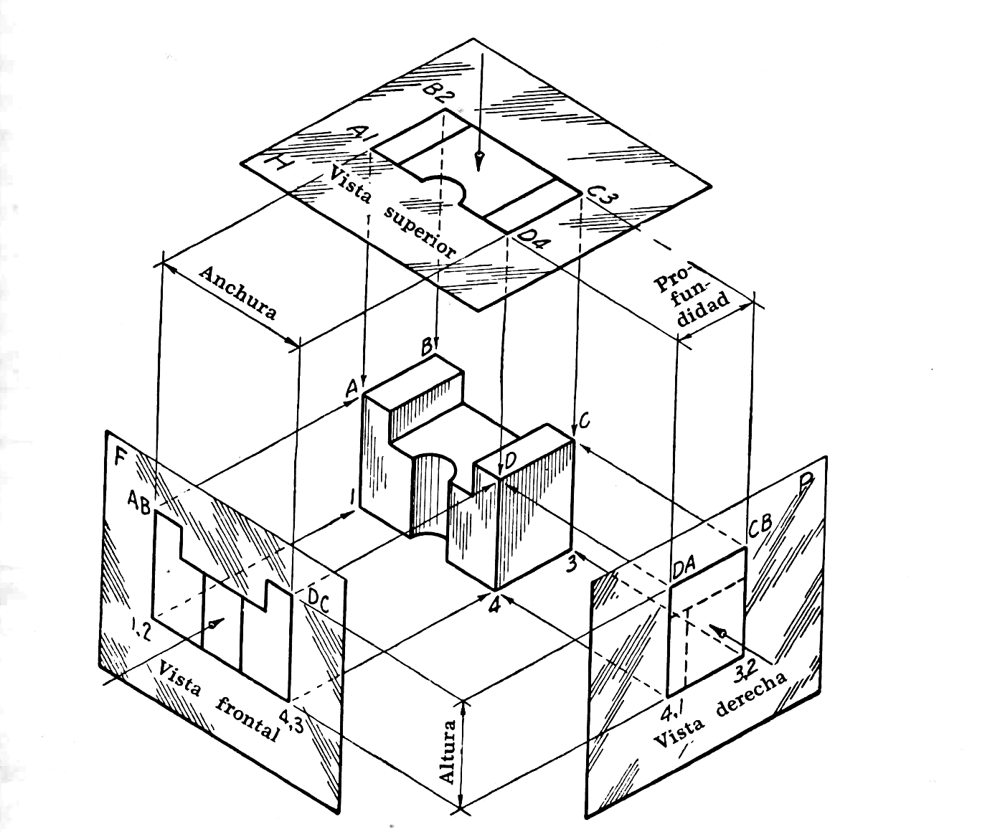 B2
A1
H
Vista superior
C3
D4
Anchura
Pro-
fun-
didad
B
A
C
D
F
P
AB
1
CB
DA
3
DC
4
1,2
3,2
Vista frontal
4,3
4,1
Vista derecha
Altura